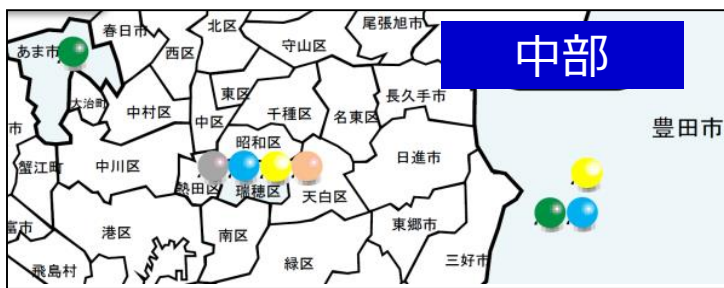 中部
春日市
北区
尾張旭市
あま市
西区
守山区
大治町
東区
千種区
名東区
長久手市
中村区
中区
豊田市
市
昭和区
蟹江町
中川区
日進市
熱田区
瑞穂区
天白区
富市
港区
南区
東郷市
緑区
三好市
飛島村